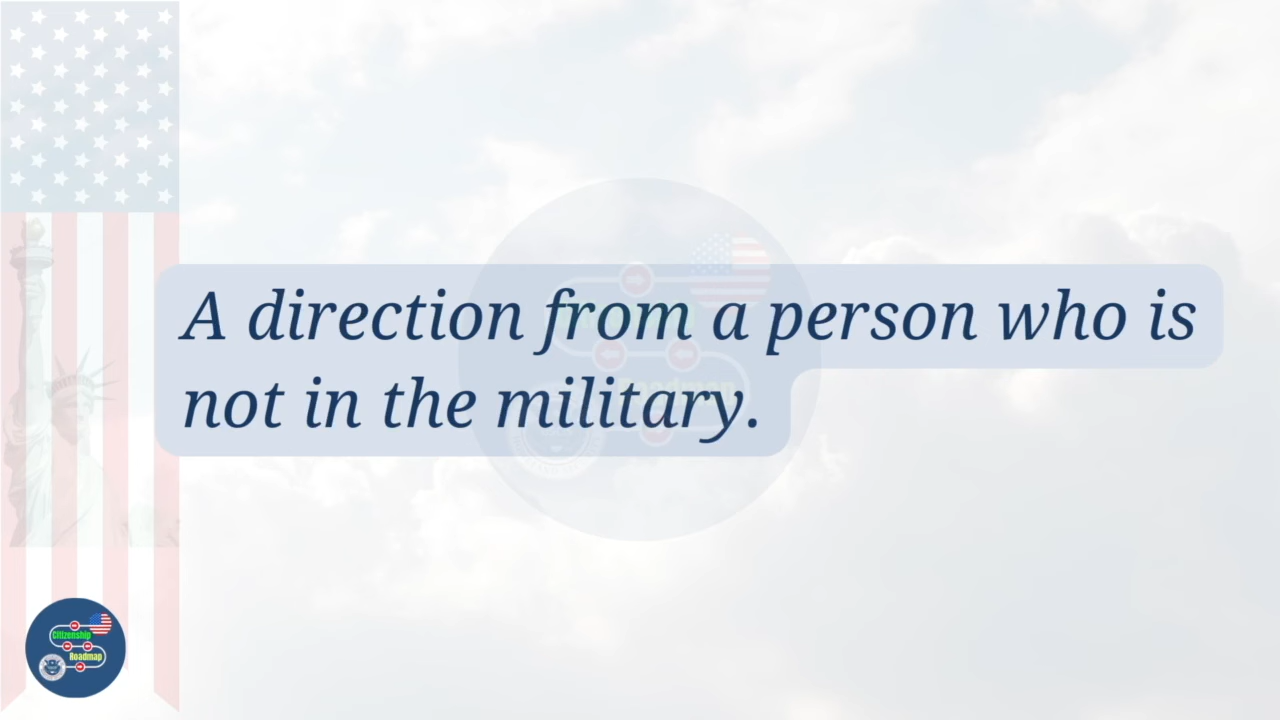 A direction from a person who is
not in the military.
Citizenship
Roadmap